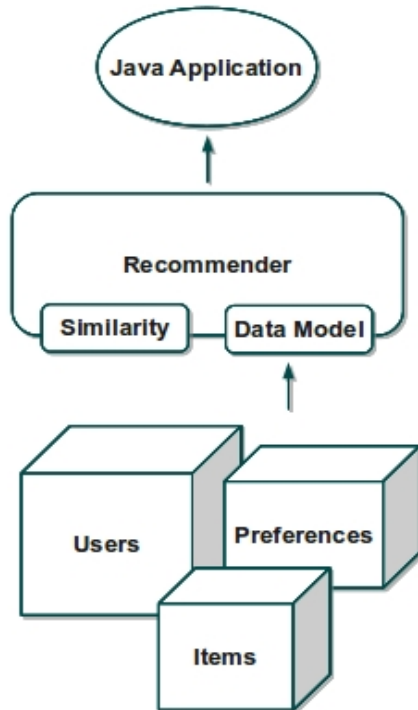 Java Application
Recommender
Similarity
Data Model
Users
Preferences
Items